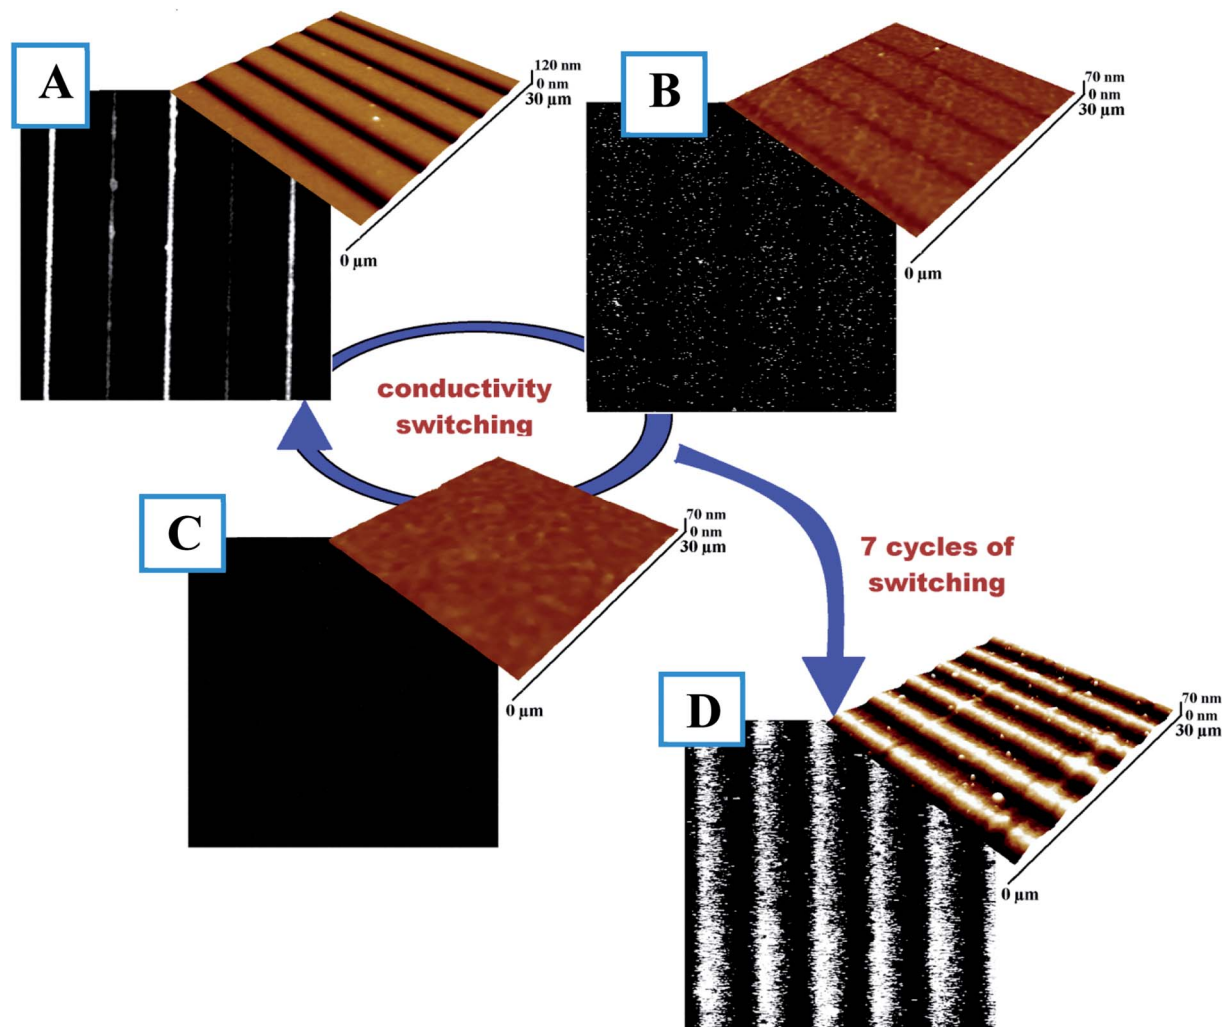 A
120 nm
0 nm
30 µm
0 µm
B
70 nm
0 nm
30 µm
0 µm
conductivity
switching
C
70 nm
0 nm
30 µm
0 µm
7 cycles of
switching
D
70 nm
0 nm
30 µm
0 µm